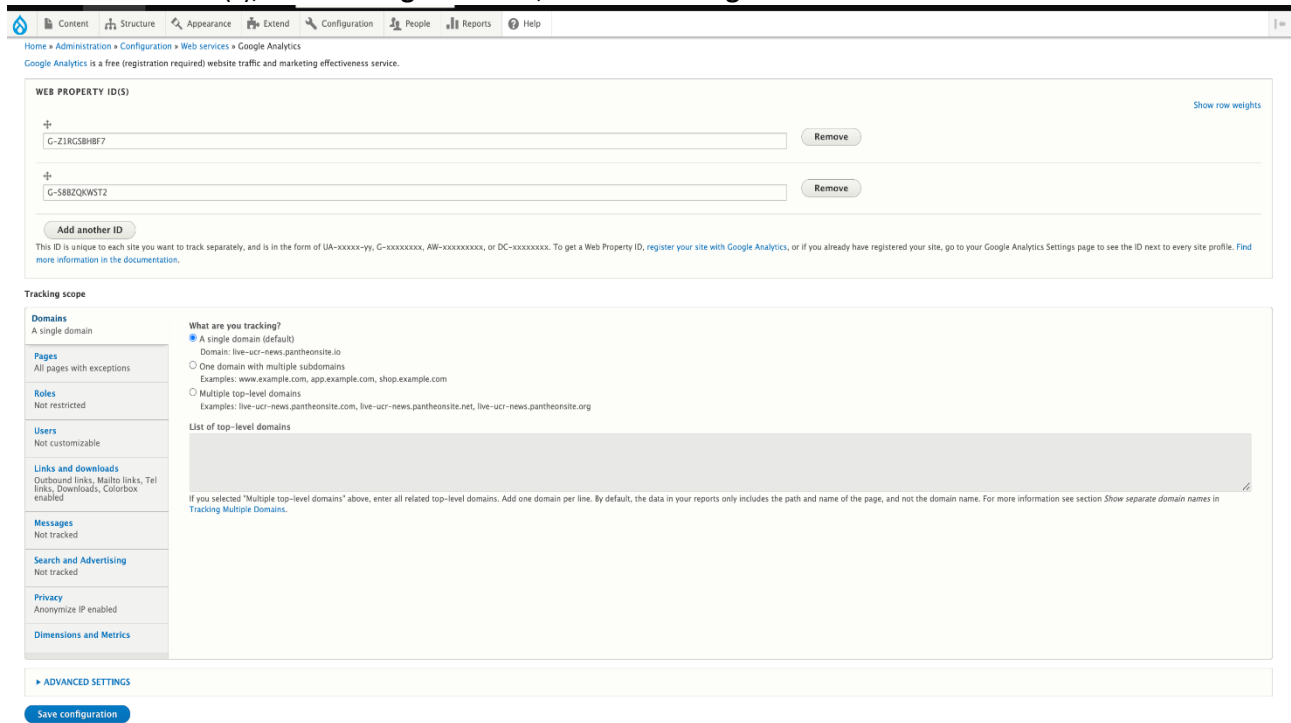 Content Structure Appearance Extend Configuration People Reports Help
Home » Administration » Configuration » Web services » Google Analytics
Google Analytics is a free (registration required) website traffic and marketing effectiveness service.
WEB PROPERTY ID(S)
Show row weights
G-Z1RGSBHBF7
Remove
G-S8BZQKWST2
Remove
Add another ID
This ID is unique to each site you want to track separately, and is in the form of UA-xxxxx-yy, G-xxxxxxxx, AW-xxxxxxxxx, or DC-xxxxxxxx. To get a Web Property ID, register your site with Google Analytics, or if you already have registered your site, go to your Google Analytics Settings page to see the ID next to every site profile. Find
more information in the documentation.
Tracking scope
Domains
A single domain
Pages
All pages with exceptions
Roles
Not restricted
Users
Not customizable
Links and downloads
Outbound links, Mailto links, Tel
links, Downloads, Colorbox
enabled
Messages
Not tracked
Search and Advertising
Not tracked
Privacy
Anonymize IP enabled
Dimensions and Metrics
What are you tracking?
A single domain (default)
Domain: live-ucr-news.pantheonsite.io
One domain with multiple subdomains
Examples: www.example.com, app.example.com, shop.example.com
Multiple top-level domains
Examples: live-ucr-news.pantheonsite.com, live-ucr-news.pantheonsite.net, live-ucr-news.pantheonsite.org
List of top-level domains
If you selected "Multiple top-level domains" above, enter all related top-level domains. Add one domain per line. By default, the data in your reports only includes the path and name of the page, and not the domain name. For more information see section Show separate domain names in
Tracking Multiple Domains.
ADVANCED SETTINGS
Save configuration